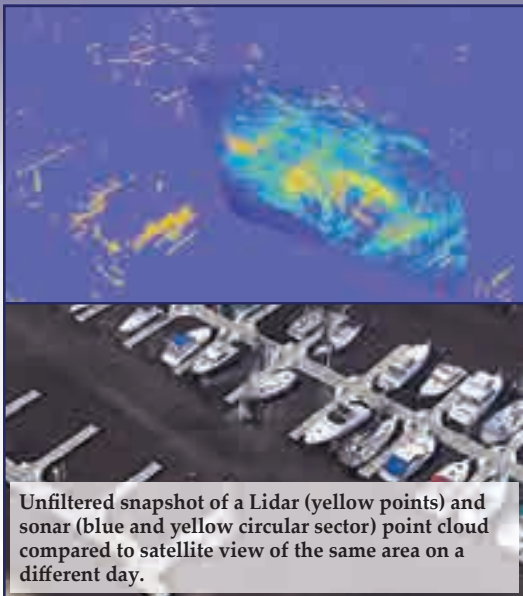 Unfiltered snapshot of a Lidar (yellow points) and
sonar (blue and yellow circular sector) point cloud
compared to satellite view of the same area on a
different day.